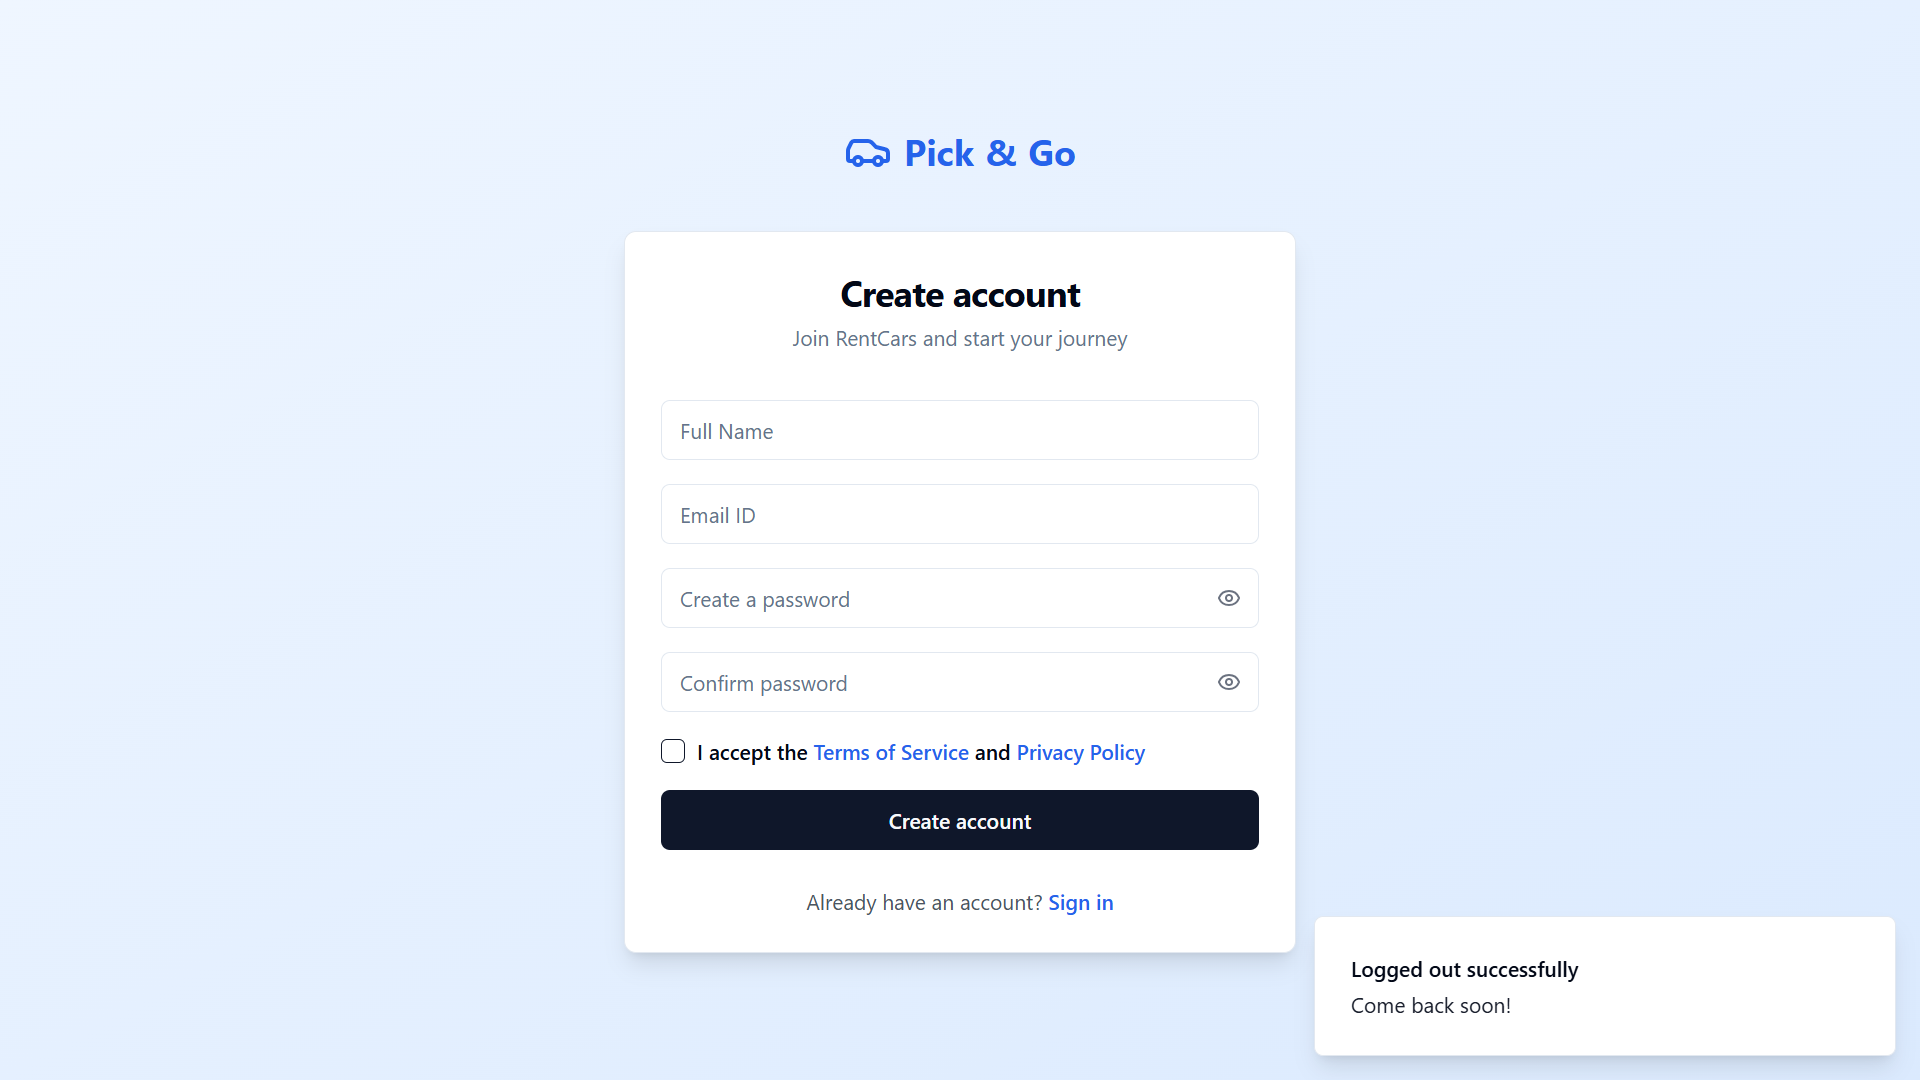 Pick & Go
Create account
Join RentCars and start your journey
Full Name
Email ID
Create a password
Confirm password
I accept the Terms of Service and Privacy Policy
Create account
Already have an account? Sign in
Logged out successfully
Come back soon!